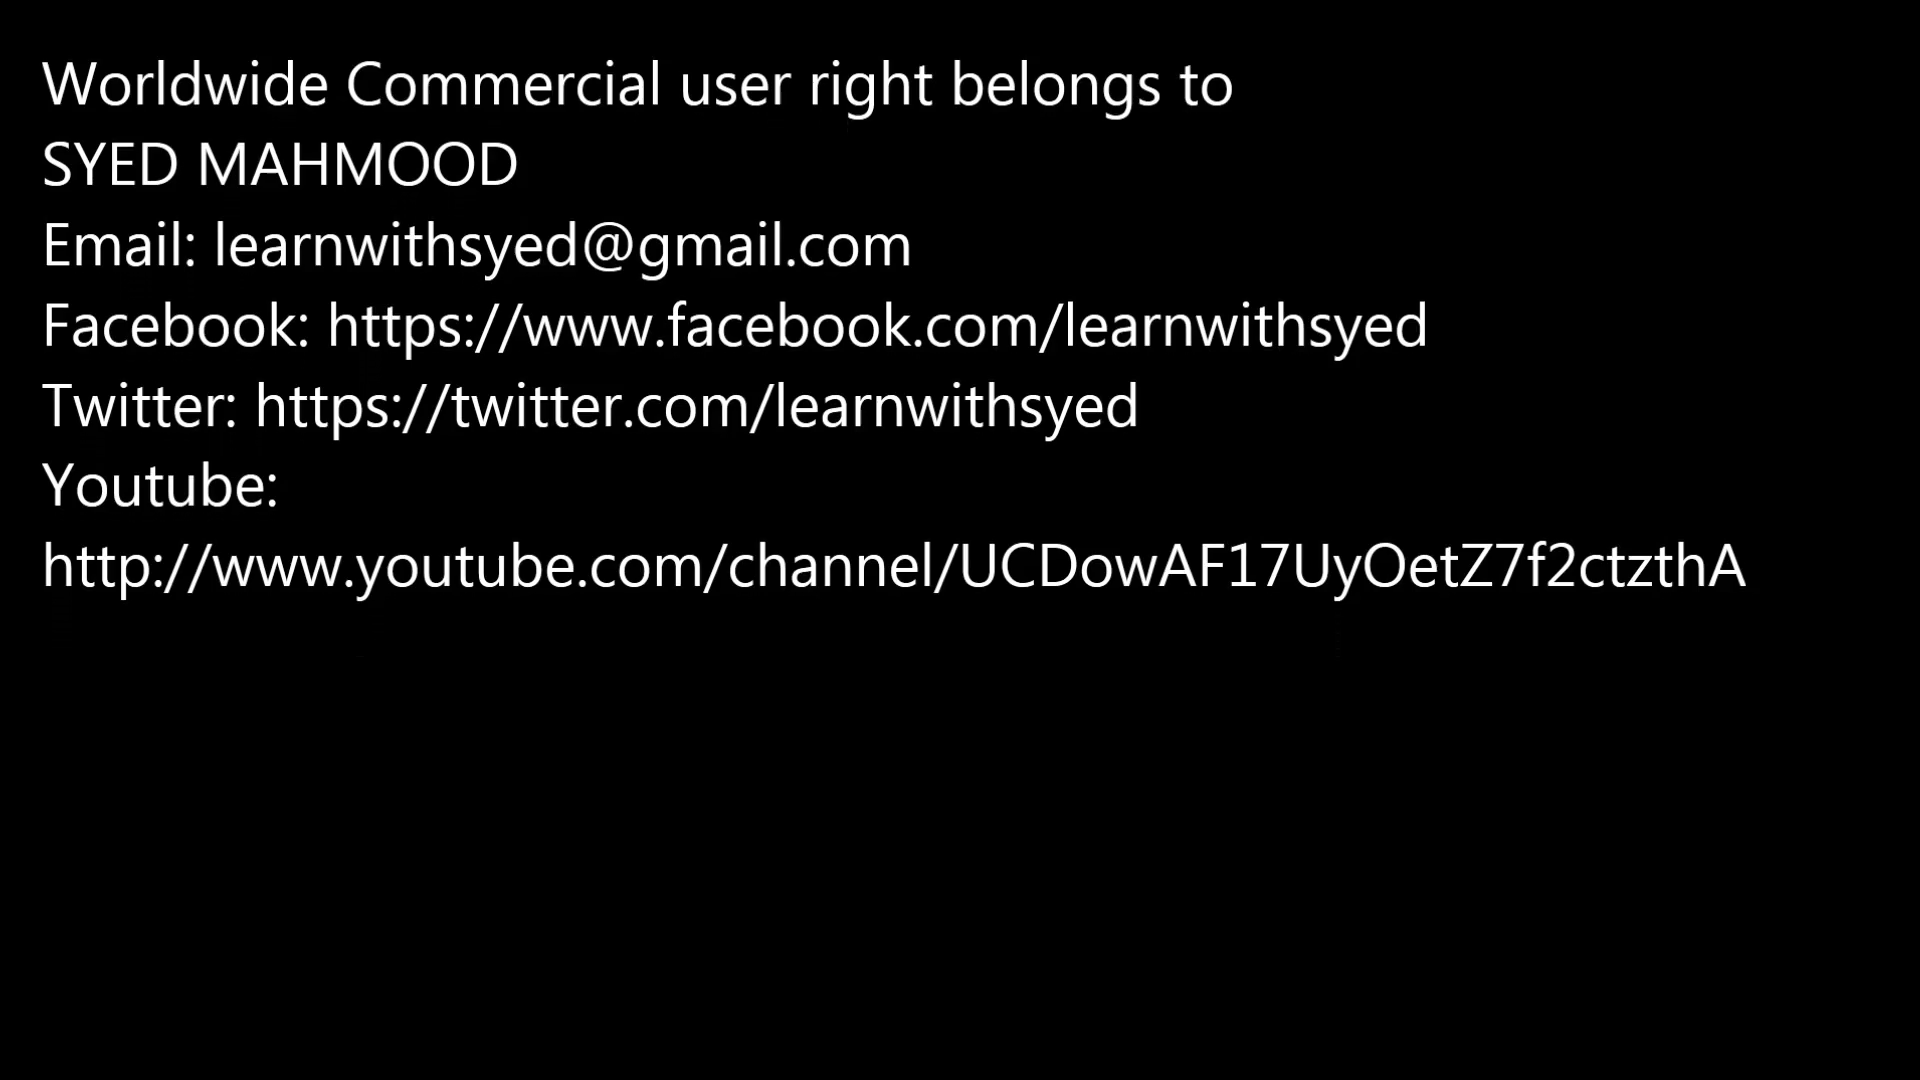 Worldwide Commercial user right belongs to
SYED MAHMOOD
Email: learnwithsyed@gmail.com
Facebook: https://www.facebook.com/learnwithsyed
Twitter: https://twitter.com/learnwithsyed
Youtube:
http://www.youtube.com/channel/UCDowAF17UyOetZ7f2ctzthA